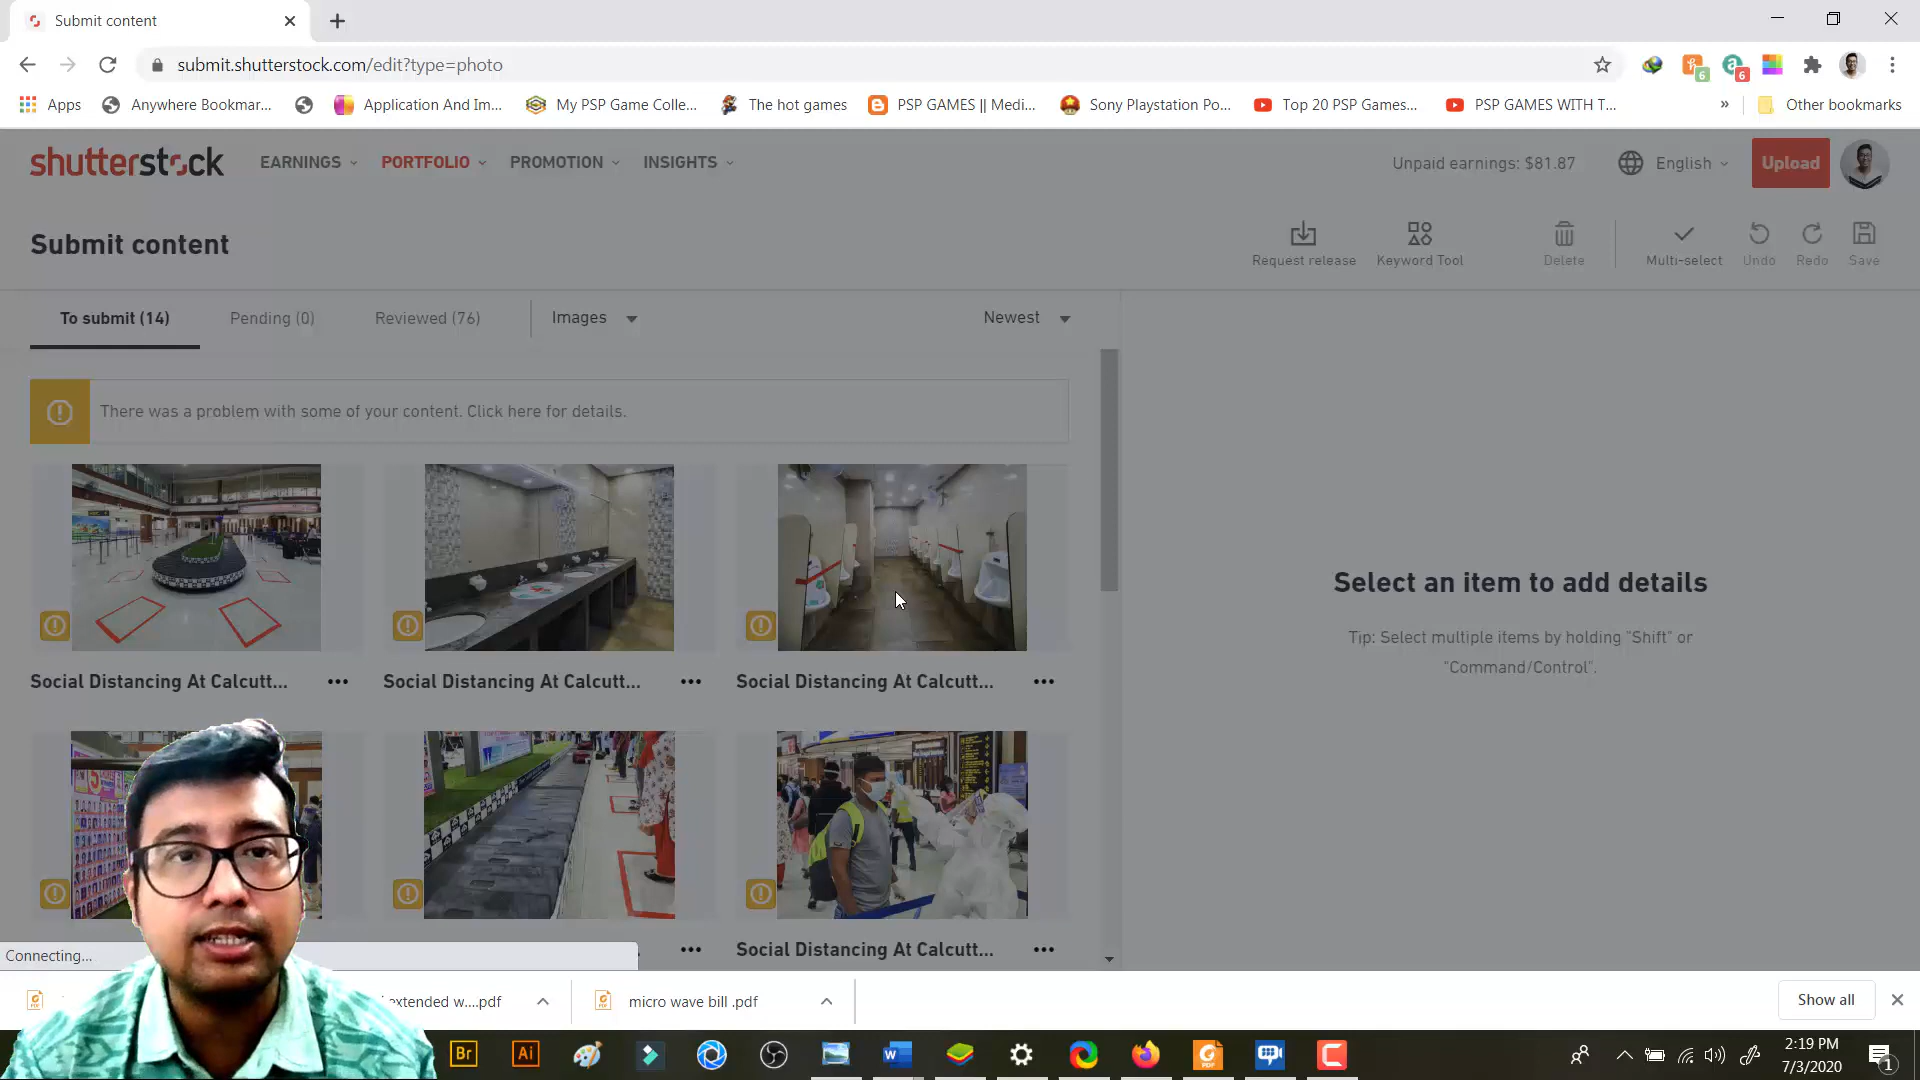 Submit content
submit.shutterstock.com/edit?type=photo
Apps
Anywhere Bookmar...
Application And Im...
My PSP Game Colle...
The hot games
PSP GAMES || Medi...
Sony Playstation Po...
Top 20 PSP Games...
PSP GAMES WITH T...
»
Other bookmarks
shutterstock
EARNINGS
PORTFOLIO
PROMOTION
INSIGHTS
Unpaid earnings: $81.87
English
Upload
Submit content
Request release
Keyword Tool
Delete
Multi-select
Undo
Redo
Save
To submit (14)
Pending (0)
Reviewed (76)
Images
Newest
There was a problem with some of your content. Click here for details.
Social Distancing At Calcutt...
Social Distancing At Calcutt...
Social Distancing At Calcutt...
Social Distancing At Calcutt...
Select an item to add details
Tip: Select multiple items by holding "Shift" or
"Command/Control".
Connecting...
extended w....pdf
micro wave bill .pdf
Show all
Br
Ai
2:19 PM
7/3/2020
1